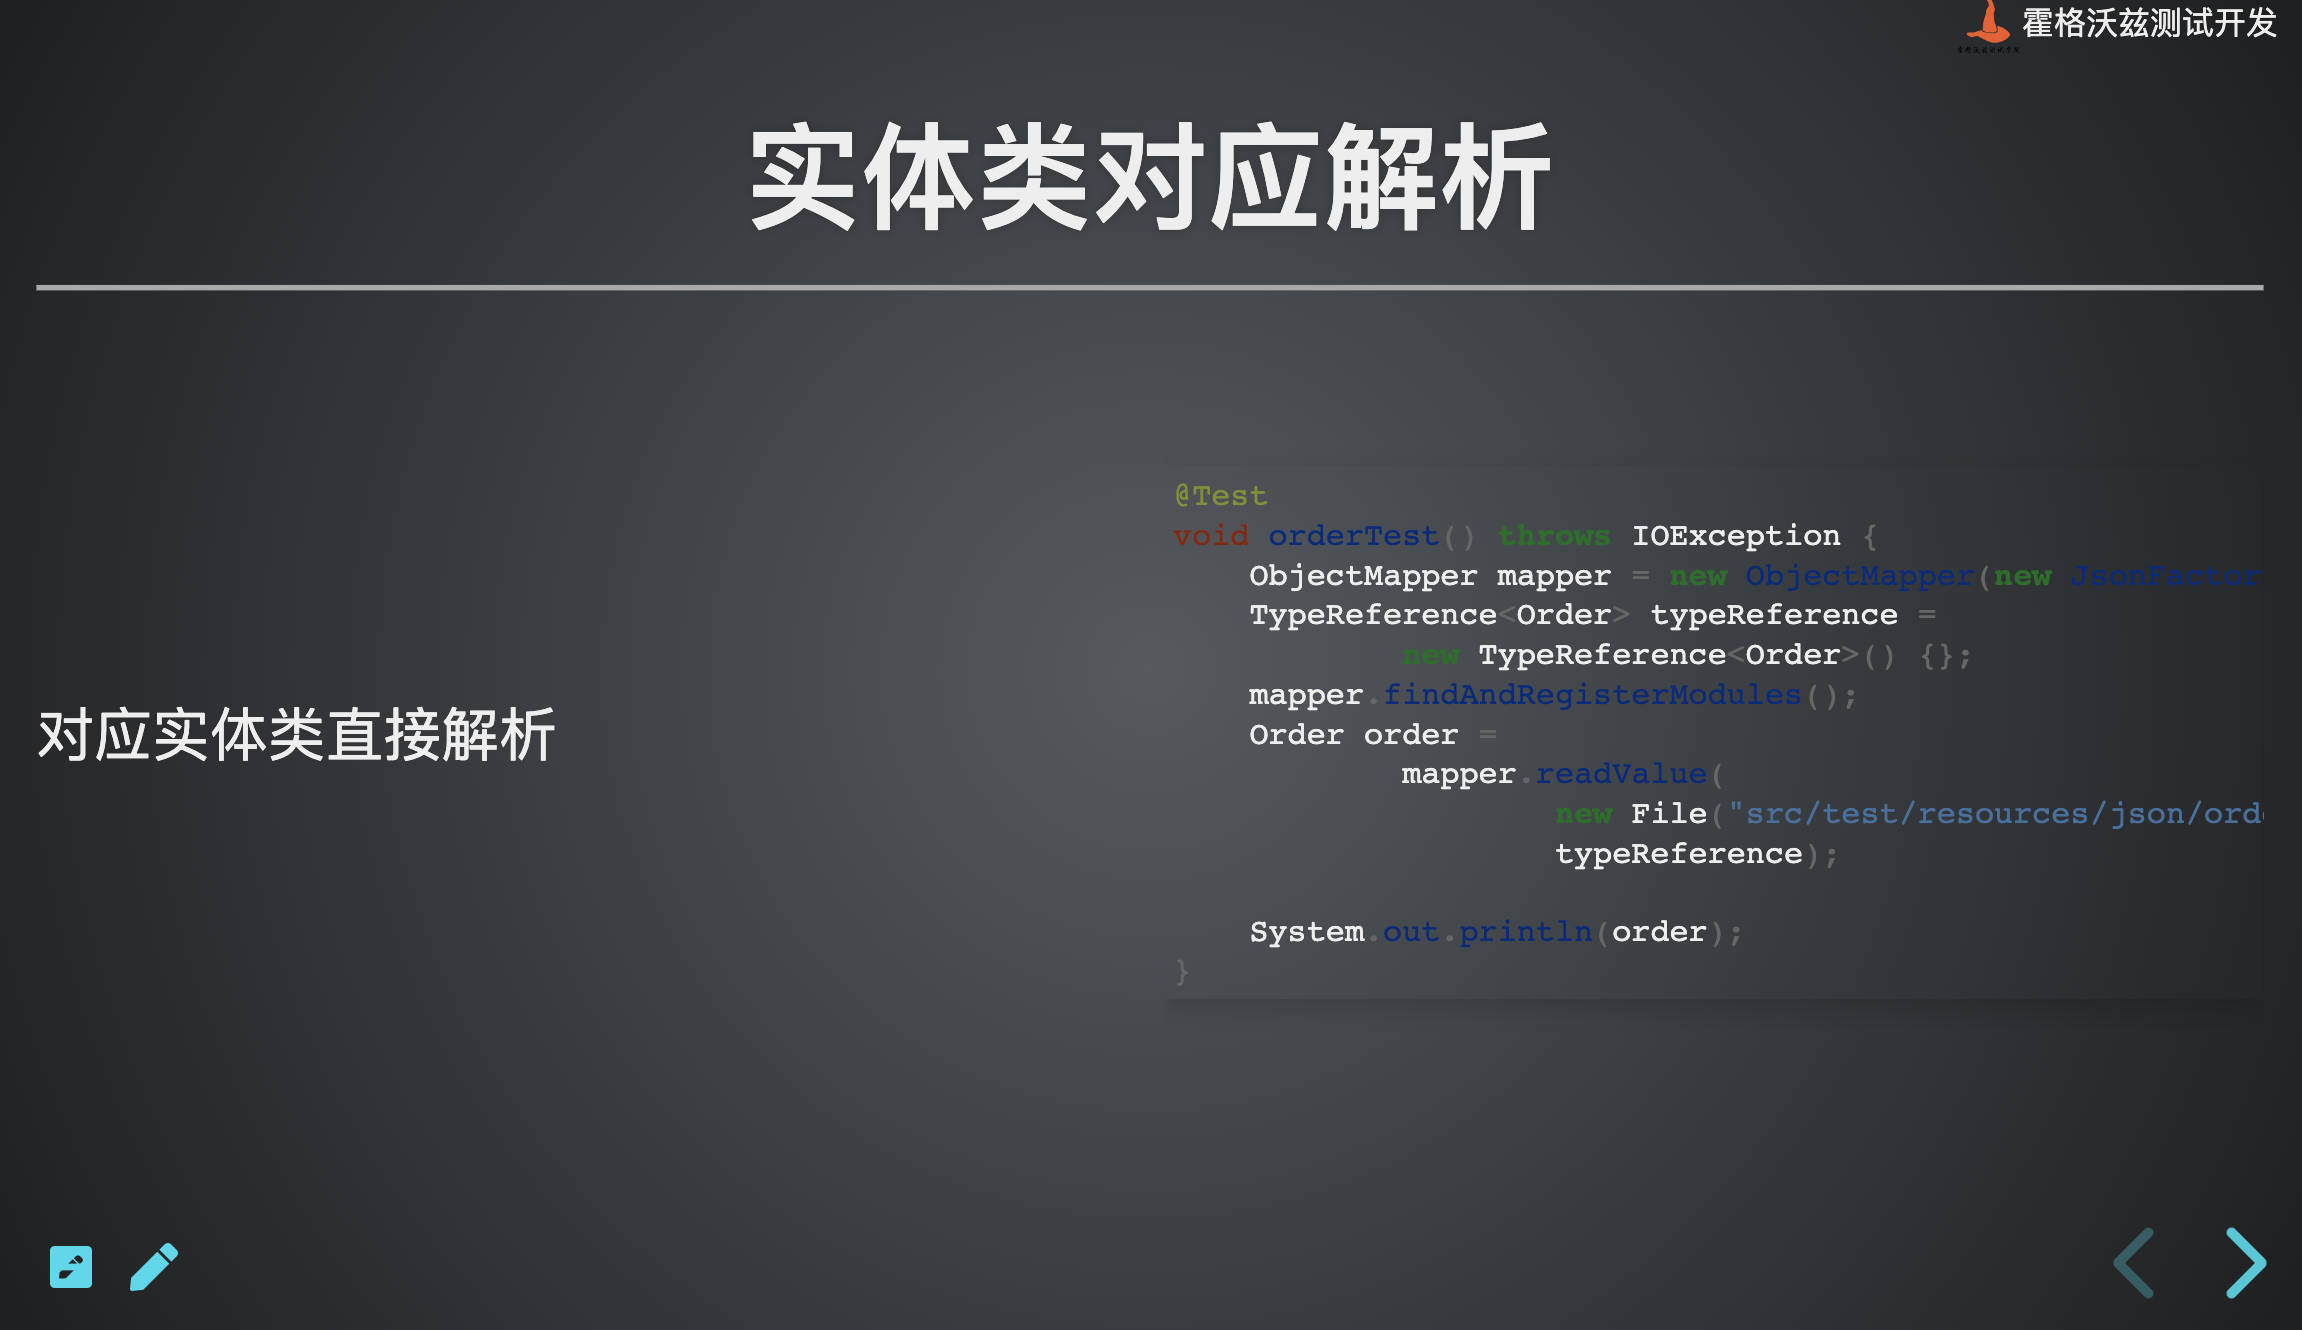 霍格沃兹测试开发
实体类对应解析
对应实体类直接解析
@Test
void orderTest() throws IOException {
    ObjectMapper mapper = new ObjectMapper(new JsonFactor
    TypeReference<Order> typeReference =
            new TypeReference<Order>() {};
    mapper.findAndRegisterModules();
    Order order =
            mapper.readValue(
                    new File("src/test/resources/json/ord
                    typeReference);
    System.out.println(order);
}